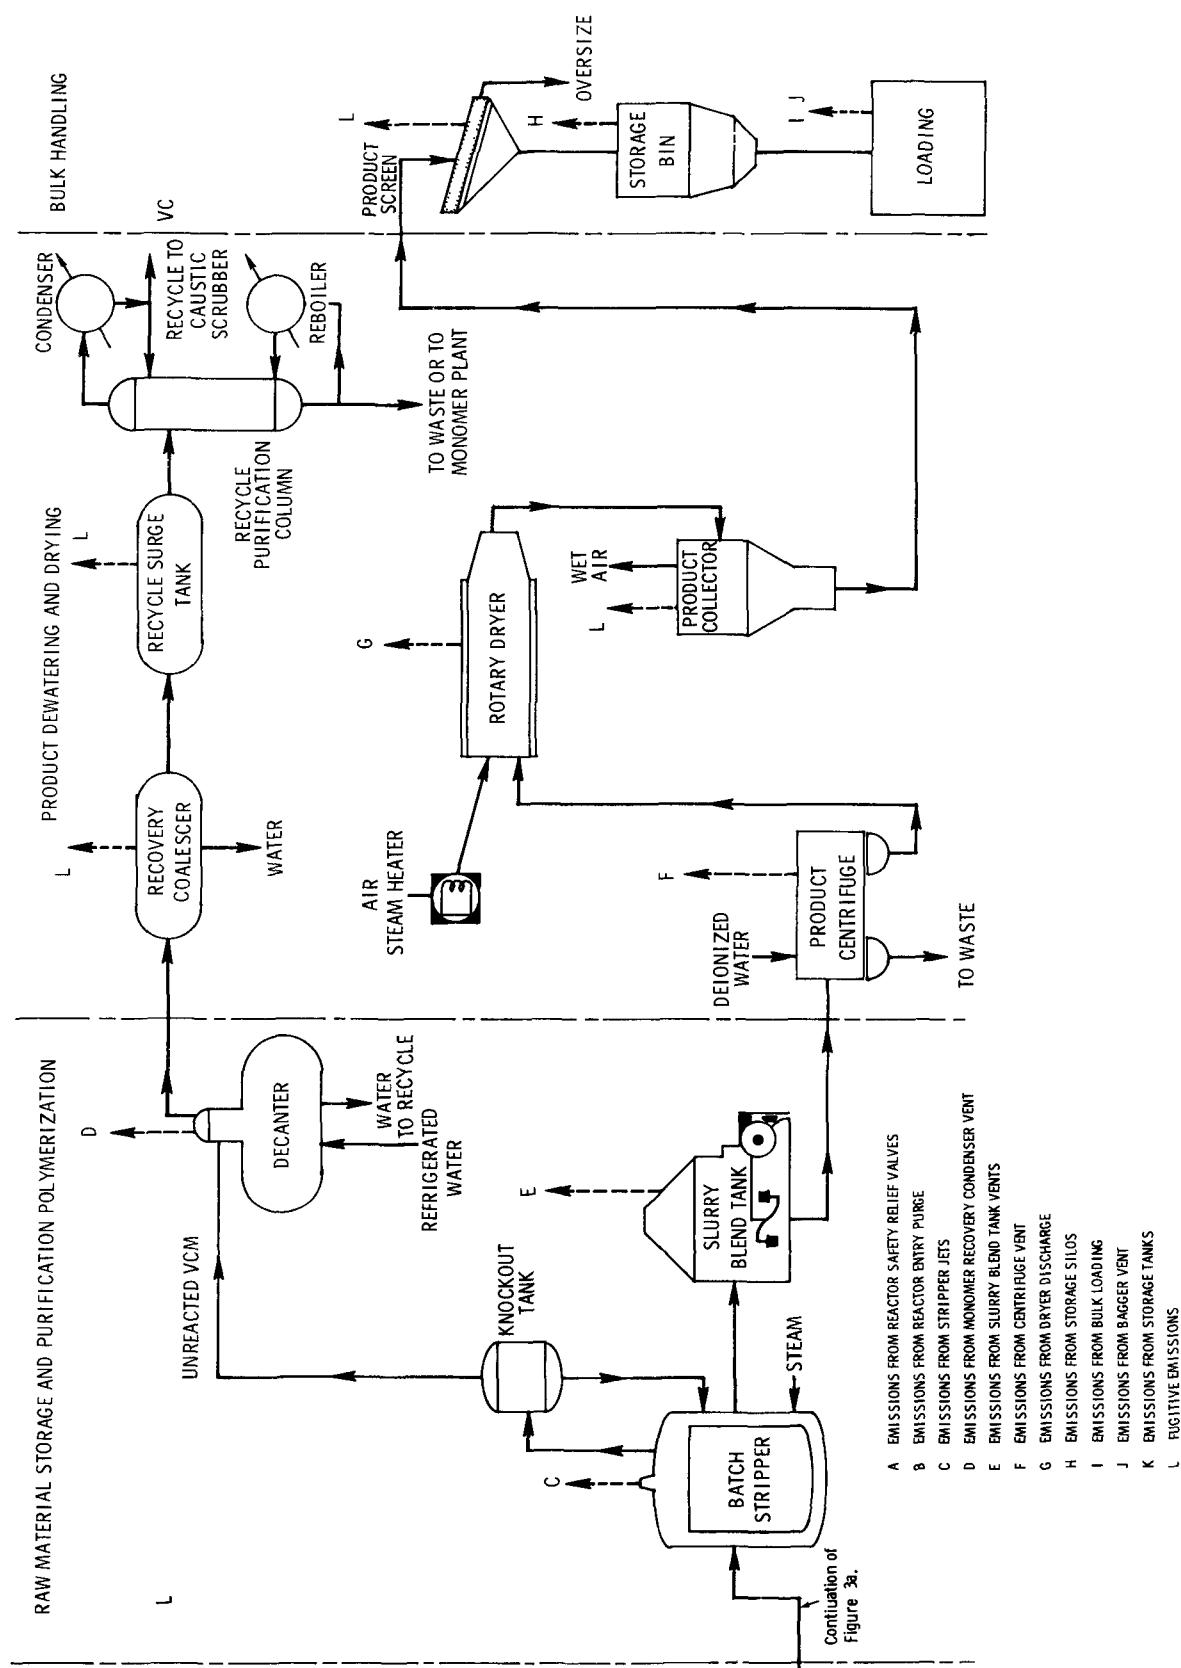 RAW MATERIAL STORAGE AND PURIFICATION POLYMERIZATION
PRODUCT DEWATERING AND DRYING
BULK HANDLING
L
UNREACTED VCM
D
DECANTER
WATER
TO RECYCLE
REFRIGERATED
WATER
L
RECOVERY
COALESCER
WATER
L
RECYCLE SURGE
TANK
RECYCLE
PURIFICATION
COLUMN
CONDENSER
VC
RECYCLE TO
CAUSTIC
SCRUBBER
REBOILER
TO WASTE OR TO
MONOMER PLANT
KNOCKOUT
TANK
C
BATCH
STRIPPER
STEAM
Contiuation of
Figure 3a.
E
SLURRY
BLEND TANK
AIR
STEAM HEATER
G
ROTARY DRYER
WET
AIR
L
PRODUCT
COLLECTOR
DEIONIZED
WATER
F
PRODUCT
CENTRIFUGE
TO WASTE
PRODUCT
SCREEN
L
OVERSIZE
H
STORAGE
BIN
I J
LOADING
A EMISSIONS FROM REACTOR SAFETY RELIEF VALVES
B EMISSIONS FROM REACTOR ENTRY PURGE
C EMISSIONS FROM STRIPPER JETS
D EMISSIONS FROM MONOMER RECOVERY CONDENSER VENT
E EMISSIONS FROM SLURRY BLEND TANK VENTS
F EMISSIONS FROM CENTRIFUGE VENT
G EMISSIONS FROM DRYER DISCHARGE
H EMISSIONS FROM STORAGE SILOS
I EMISSIONS FROM BULK LOADING
J EMISSIONS FROM BAGGER VENT
K EMISSIONS FROM STORAGE TANKS
L FUGITIVE EMISSIONS